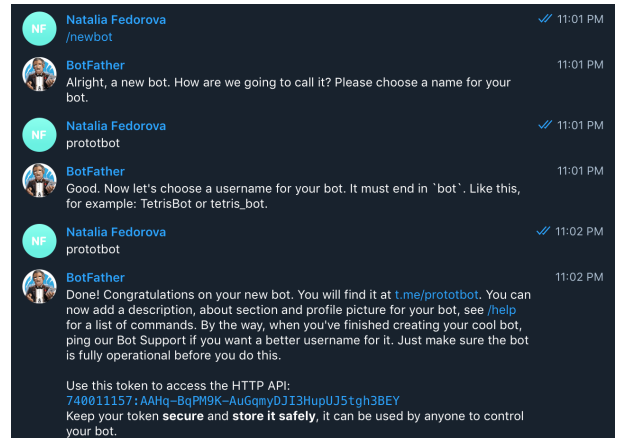 Natalia Fedorova 11:01 PM
/newbot
BotFather 11:01 PM
Alright, a new bot. How are we going to call it? Please choose a name for your
bot.
NF Natalia Fedorova 11:01 PM
prototbot
BotFather 11:01 PM
Good. Now let's choose a username for your bot. It must end in `bot`. Like this,
for example: TetrisBot or tetris_bot.
NF Natalia Fedorova 11:02 PM
prototbot
BotFather 11:02 PM
Done! Congratulations on your new bot. You will find it at t.me/prototbot. You can
now add a description, about section and profile picture for your bot, see /help
for a list of commands. By the way, when you've finished creating your cool bot,
ping our Bot Support if you want a better username for it. Just make sure the bot
is fully operational before you do this.
Use this token to access the HTTP API:
740011157:AAHq-BqPM9K-AuGqmyDJI3HupUJ5tgh3BEY
Keep your token secure and store it safely, it can be used by anyone to control
your bot.